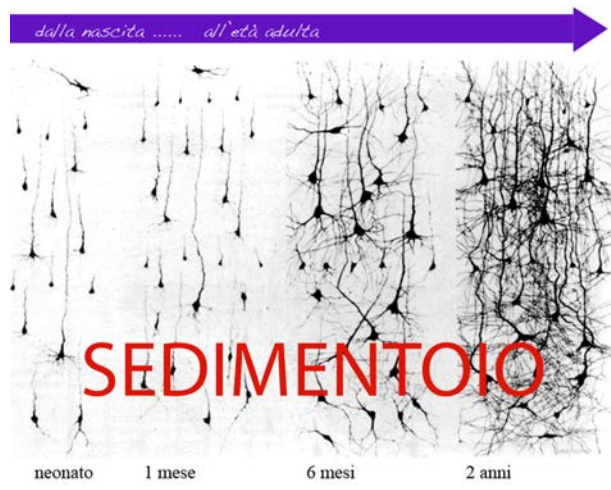 dalla nascita ...... all'età adulta
SEDIMENTOIO
neonato 1 mese 6 mesi 2 anni